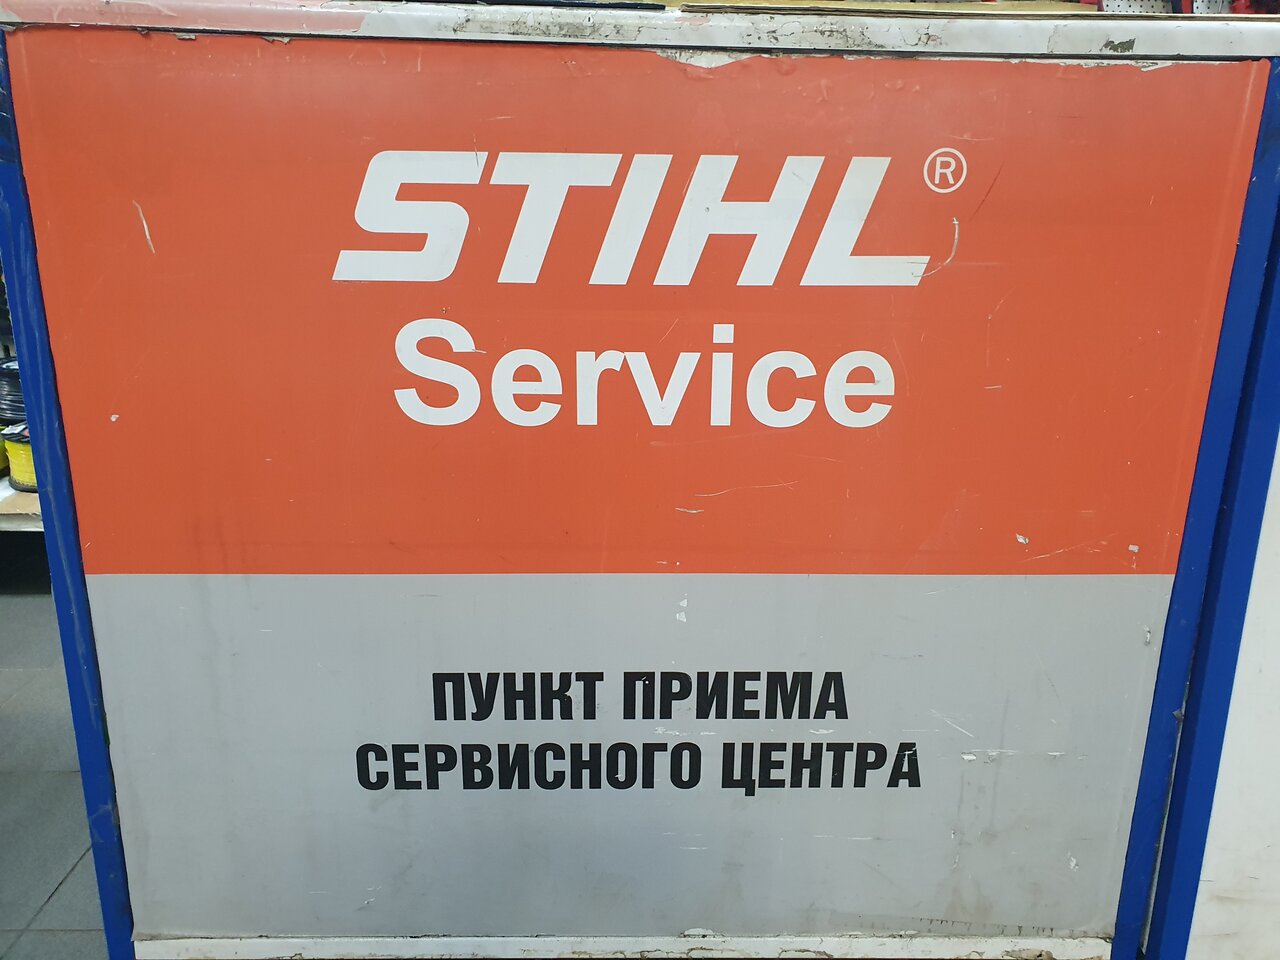 STIHL®
Service
ПУНКТ ПРИЕМА
СЕРВИСНОГО ЦЕНТРА